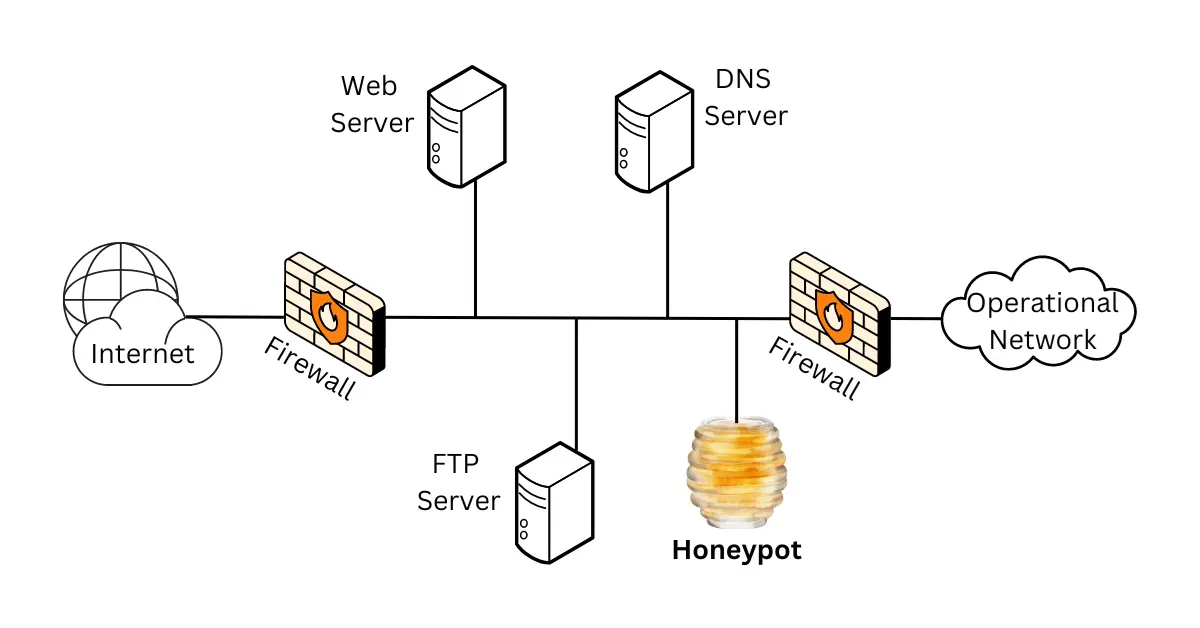 Web
Server
DNS
Server
Internet
Firewall
Firewall
Operational
Network
FTP
Server
Honeypot